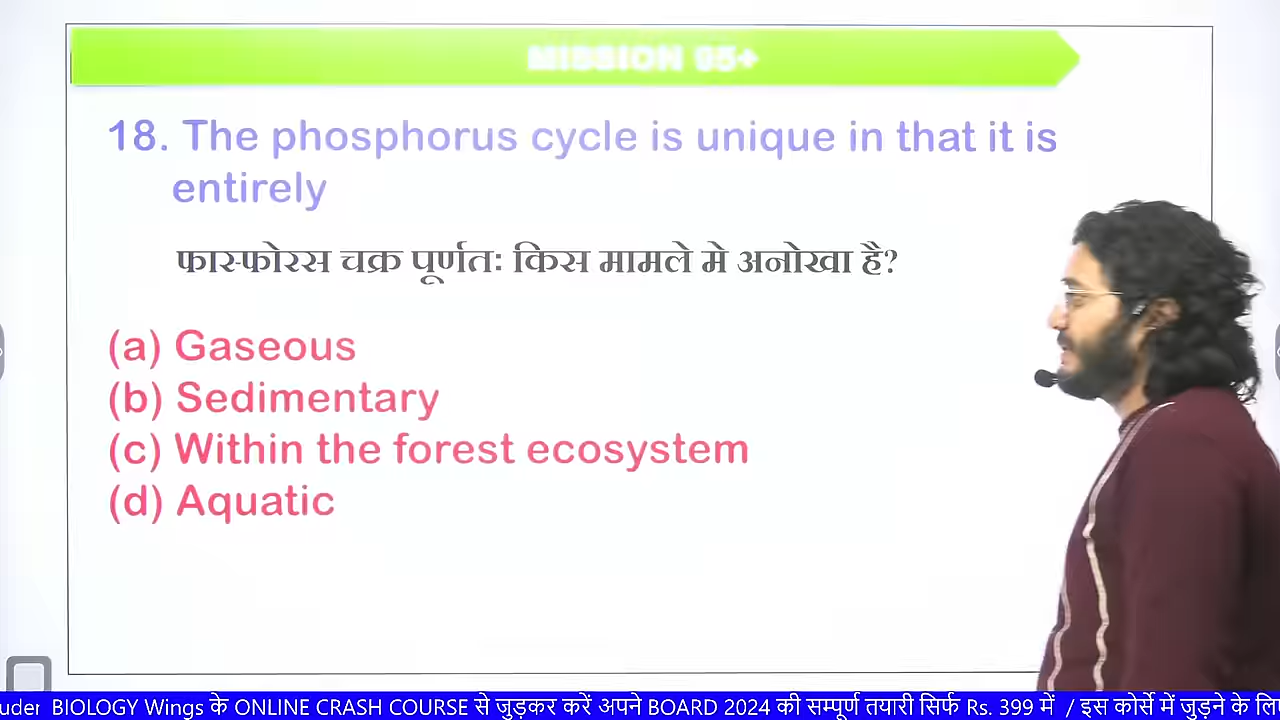 MISSION 95+
18. The phosphorus cycle is unique in that it is
entirely
फास्फोरस चक्र पूर्णतः किस मामले मे अनोखा है?
(a) Gaseous
(b) Sedimentary
(c) Within the forest ecosystem
(d) Aquatic
uder BIOLOGY Wings के ONLINE CRASH COURSE से जुड़कर करें अपने BOARD 2024 की सम्पूर्ण तयारी सिर्फ Rs. 399 में / इस कोर्से में जुड़ने के लि